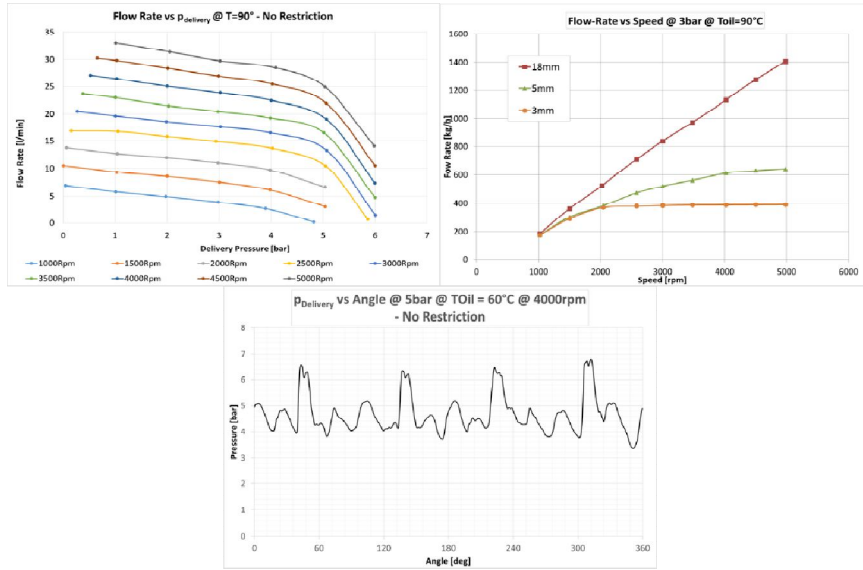 Flow Rate vs pdelivery @ T=90° - No Restriction
35
30
25
20
15
10
5
0
Flow Rate [l/min]
0 1 2 3 4 5 6 7
Delivery Pressure [bar]
1000Rpm 1500Rpm 2000Rpm 2500Rpm 3000Rpm
3500Rpm 4000Rpm 4500Rpm 5000Rpm
Flow-Rate vs Speed @ 3bar @ Toil=90°C
1600
1400
1200
1000
800
600
400
200
0
Fow Rate [kg/h]
18mm
5mm
3mm
0 1000 2000 3000 4000 5000 6000
Speed [rpm]
pDelivery vs Angle @ 5bar @ TOil = 60°C @ 4000rpm
- No Restriction
8
7
6
5
4
3
2
1
0
Pressure [bar]
0 60 120 180 240 300 360
Angle [deg]